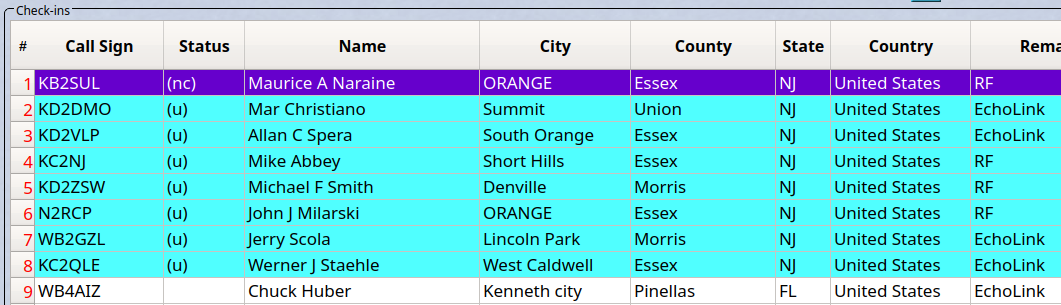 Check-ins
# Call Sign Status Name City County State Country Rema
1 KB2SUL (nc) Maurice A Naraine ORANGE Essex NJ United States RF
2 KD2DMO (u) Mar Christiano Summit Union NJ United States EchoLink
3 KD2VLP (u) Allan C Spera South Orange Essex NJ United States EchoLink
4 KC2NJ (u) Mike Abbey Short Hills Essex NJ United States RF
5 KD2ZSW (u) Michael F Smith Denville Morris NJ United States RF
6 N2RCP (u) John J Milarski ORANGE Essex NJ United States RF
7 WB2GZL (u) Jerry Scola Lincoln Park Morris NJ United States EchoLink
8 KC2QLE (u) Werner J Staehle West Caldwell Essex NJ United States EchoLink
9 WB4AIZ Chuck Huber Kenneth city Pinellas FL United States EchoLink